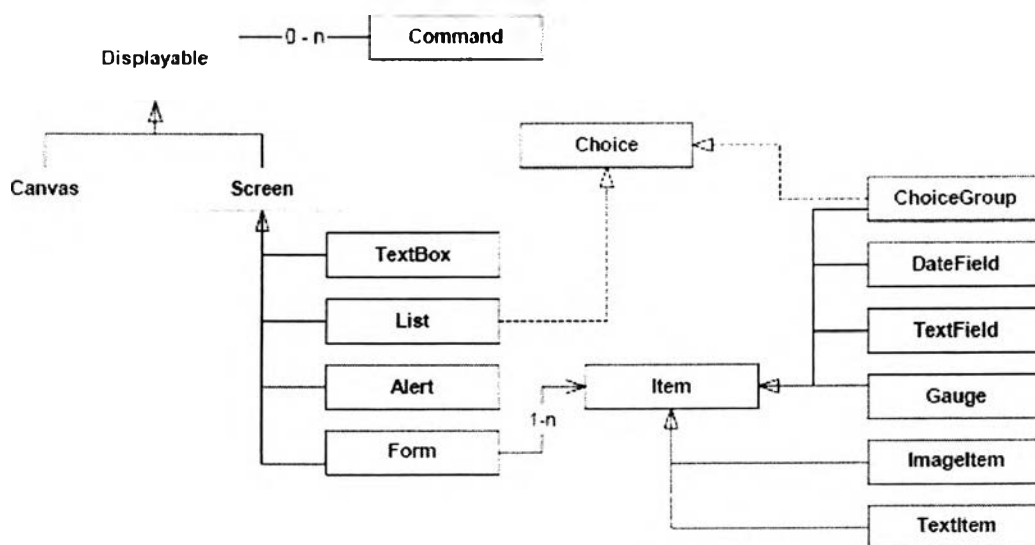 0 - n
Command
Displayable
Choice
Canvas
Screen
ChoiceGroup
TextBox
DateField
List
TextField
Alert
Item
Gauge
1-n
Form
ImageItem
TextItem